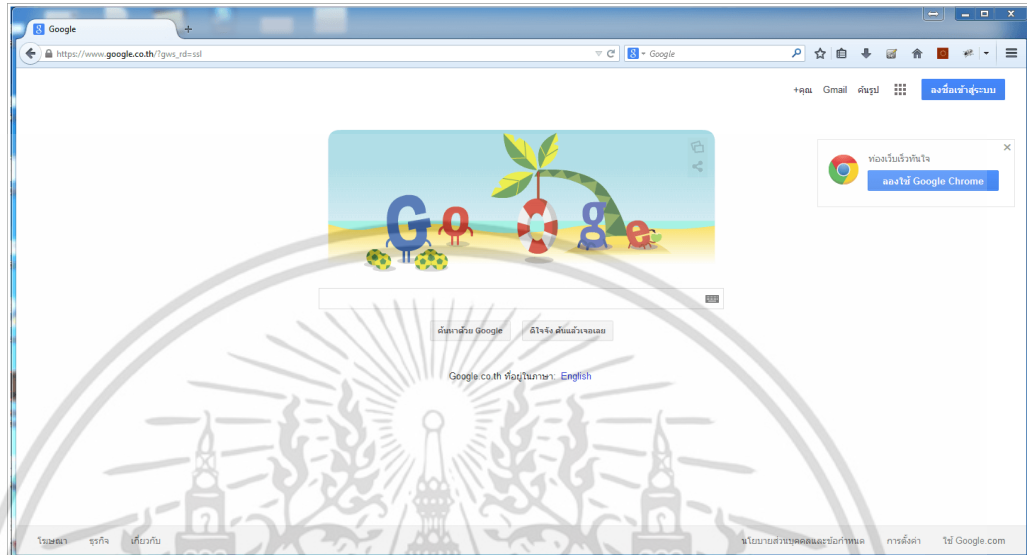 Google
https://www.google.co.th/?gws_rd=ssl
Google
+คุณ Gmail ค้นรูป ลงชื่อเข้าสู่ระบบ
ท่องเว็บเร็วทันใจ
ลองใช้ Google Chrome
Google
ค้นหาด้วย Google ดีใจจัง ค้นแล้วเจอเลย
Google.co.th ที่อยู่ในภาษา: English
โฆษณา ธุรกิจ เกี่ยวกับ นโยบายส่วนบุคคลและข้อกำหนด การตั้งค่า ใช้ Google.com